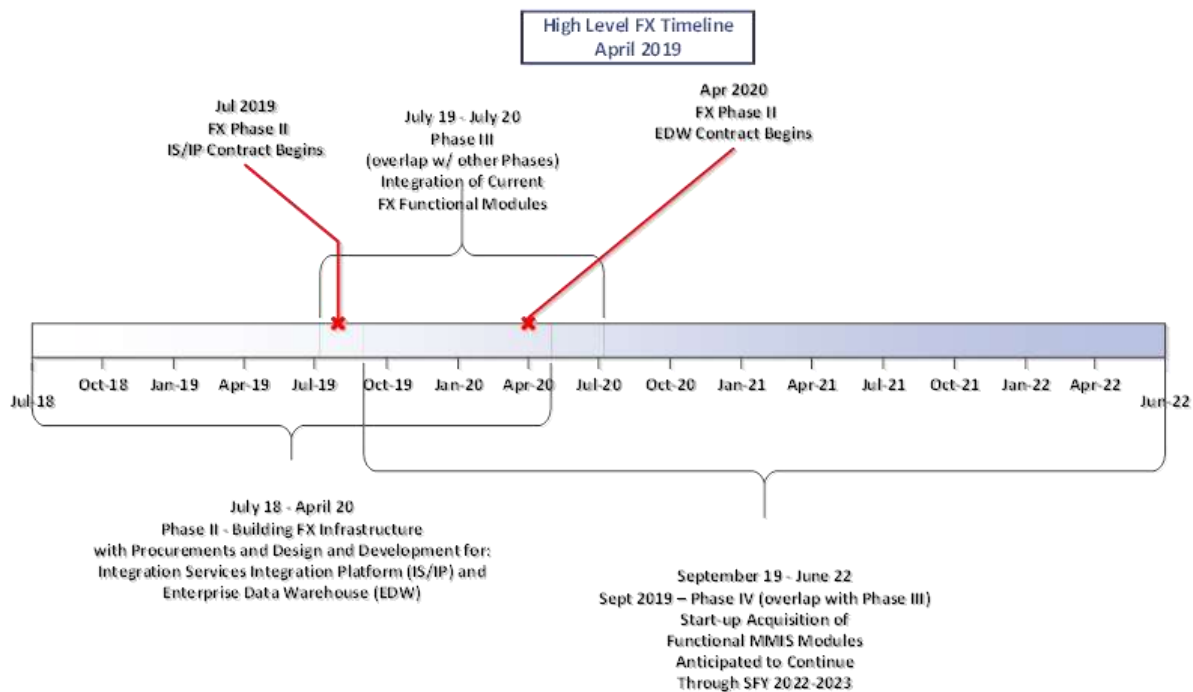 High Level FX Timeline
April 2019
Jul 2019
FX Phase II
IS/IP Contract Begins
July 19 - July 20
Phase III
(overlap w/ other Phases)
Integration of Current
FX Functional Modules
Apr 2020
FX Phase II
EDW Contract Begins
Jul-18
Oct-18
Jan-19
Apr-19
Jul-19
Oct-19
Jan-20
Apr-20
Jul-20
Oct-20
Jan-21
Apr-21
Jul-21
Oct-21
Jan-22
Apr-22
Jun-22
July 18 - April 20
Phase II - Building FX Infrastructure
with Procurements and Design and Development for:
Integration Services Integration Platform (IS/IP) and
Enterprise Data Warehouse (EDW)
September 19 - June 22
Sept 2019 – Phase IV (overlap with Phase III)
Start-up Acquisition of
Functional MMIS Modules
Anticipated to Continue
Through SFY 2022-2023